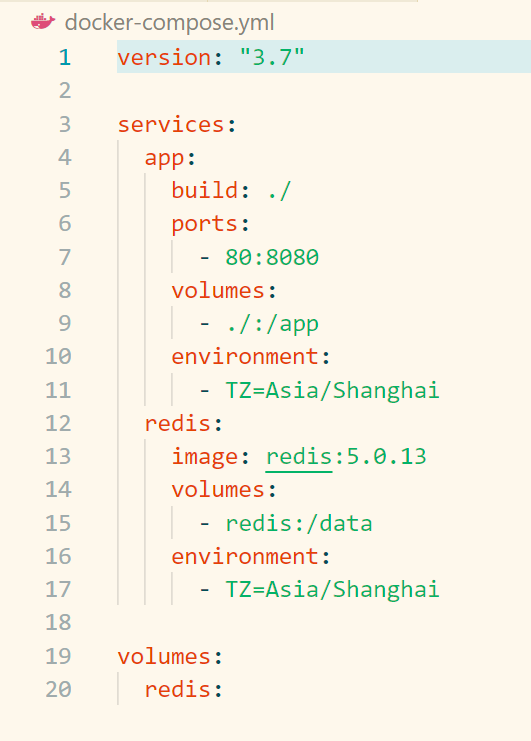 docker-compose.yml
1 version: "3.7"
2
3 services:
4   app:
5     build: ./
6     ports:
7       - 80:8080
8     volumes:
9       - ./:/app
10     environment:
11       - TZ=Asia/Shanghai
12   redis:
13     image: redis:5.0.13
14     volumes:
15       - redis:/data
16     environment:
17       - TZ=Asia/Shanghai
18
19 volumes:
20   redis: